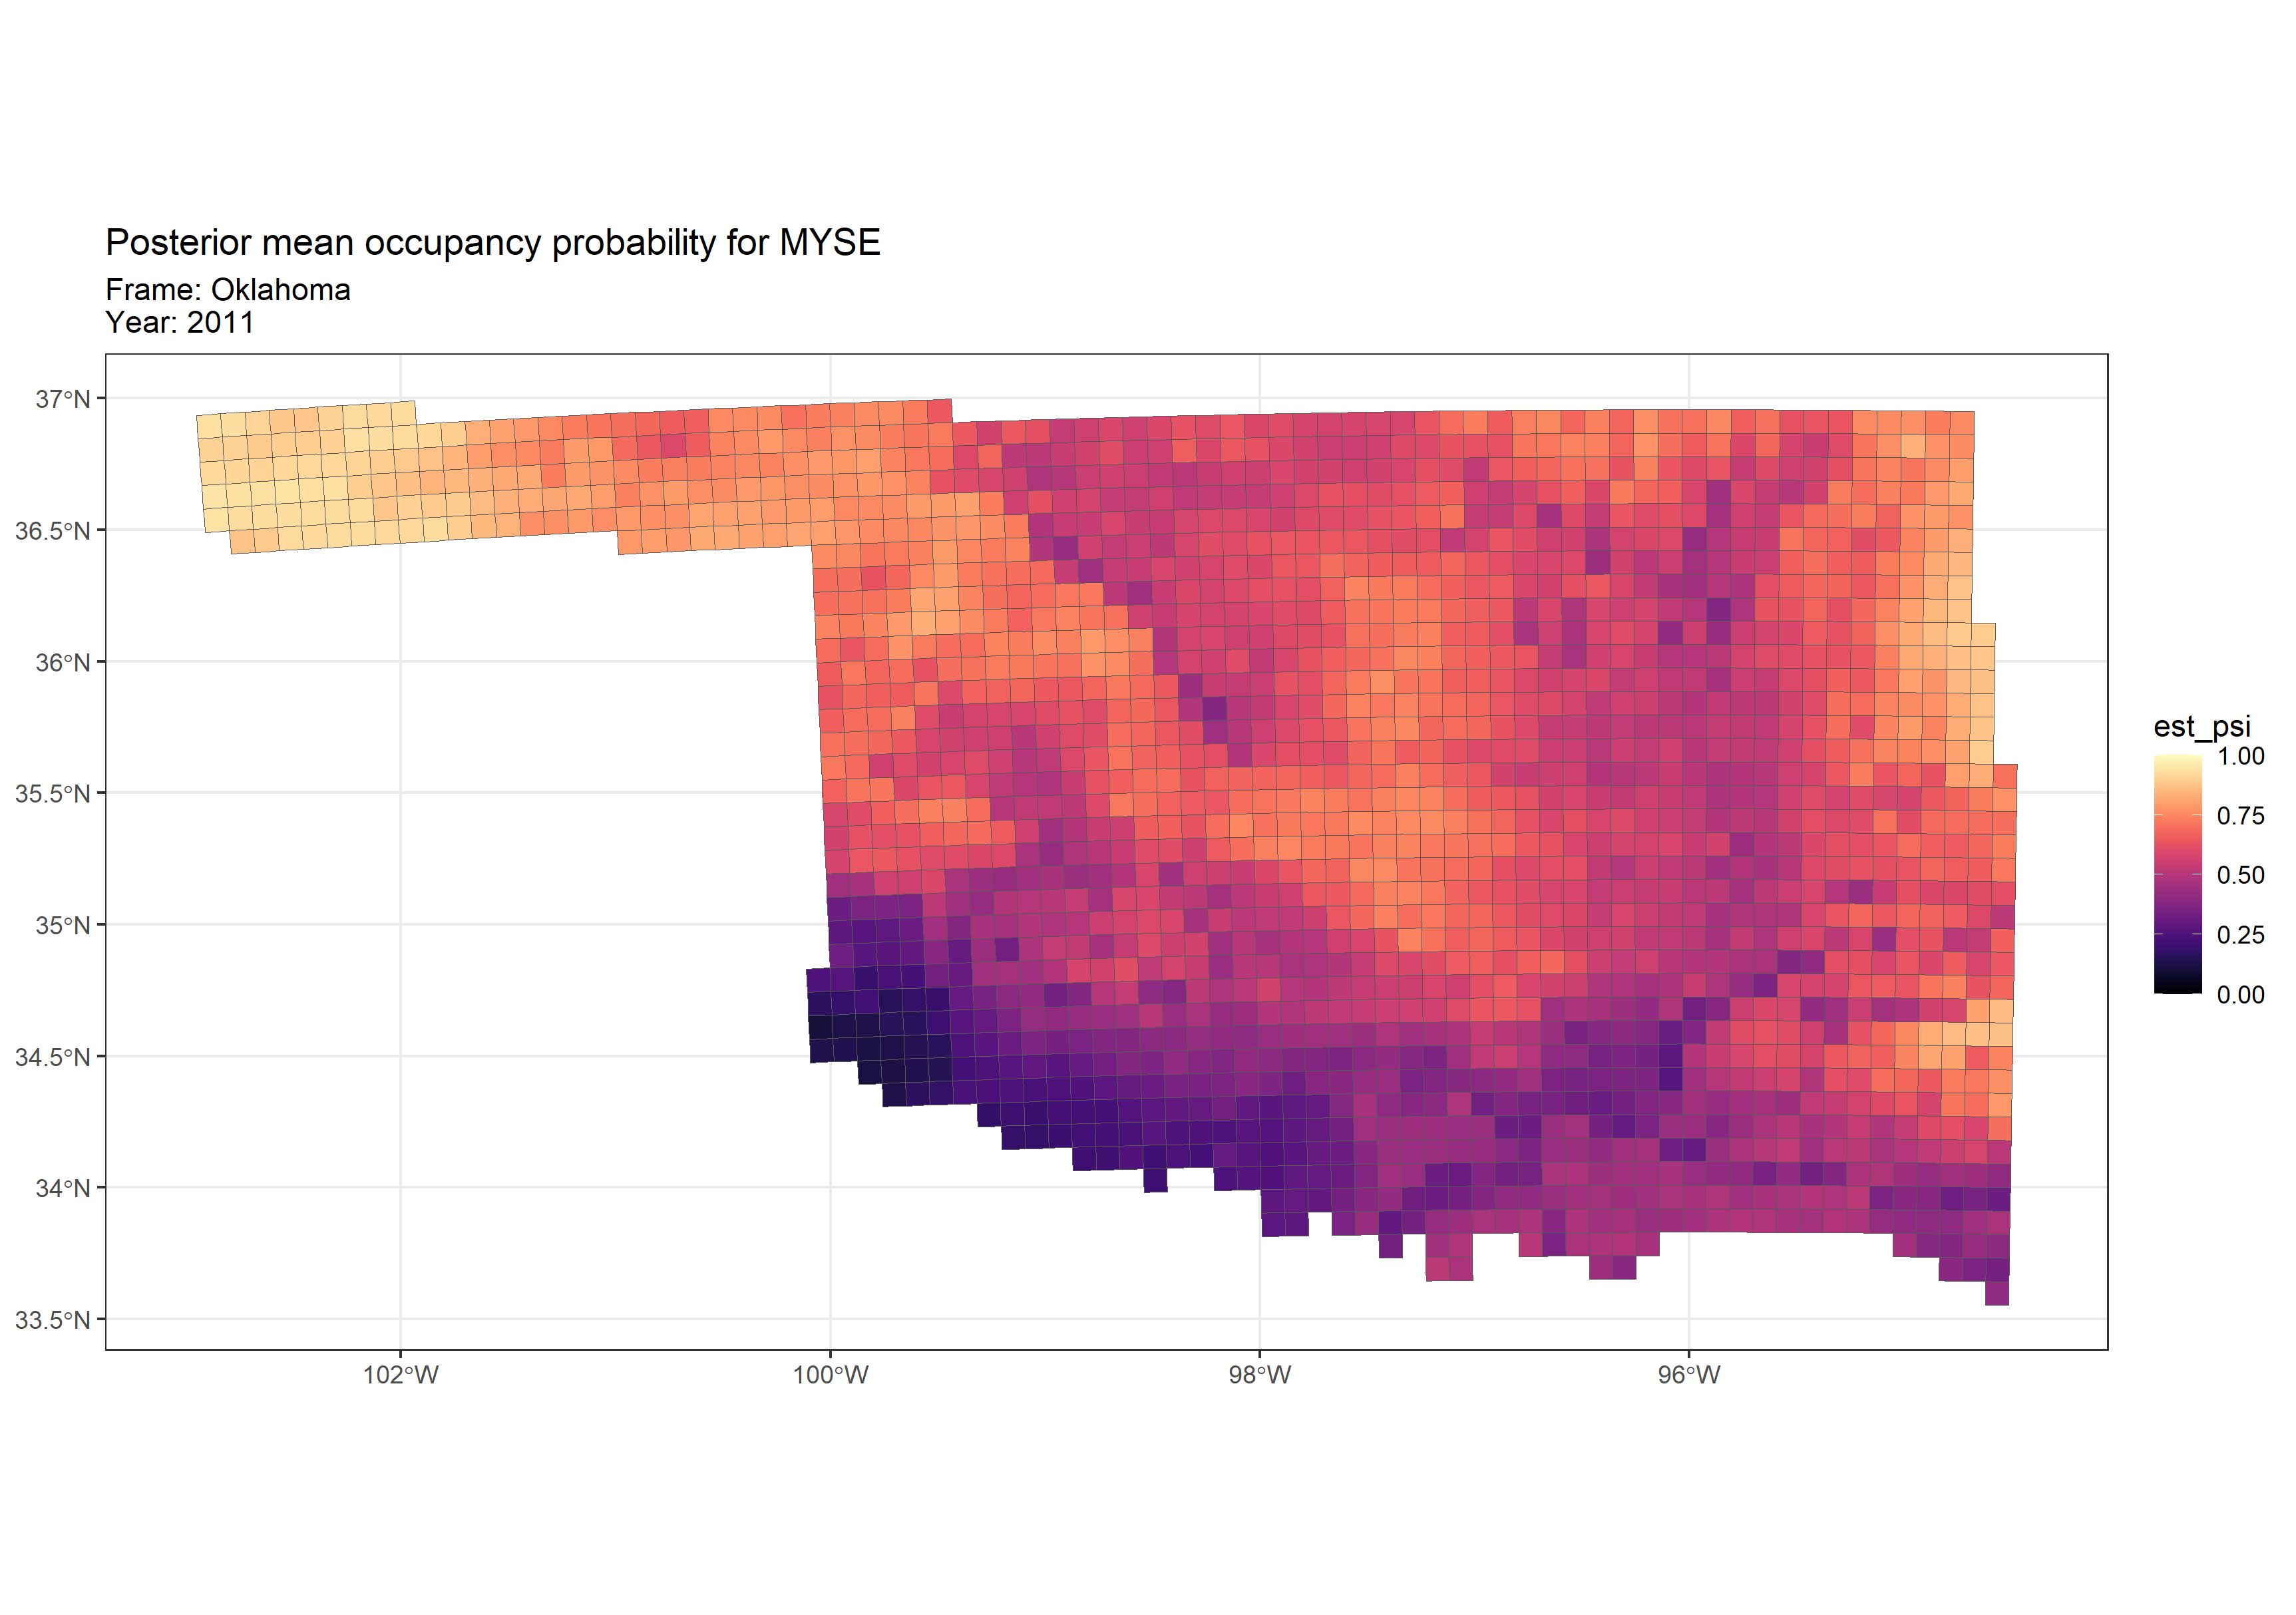 Posterior mean occupancy probability for MYSE
Frame: Oklahoma
Year: 2011
37°N
36.5°N
36°N
35.5°N
35°N
34.5°N
34°N
33.5°N
102°W
100°W
98°W
96°W
est_psi
1.00
0.75
0.50
0.25
0.00